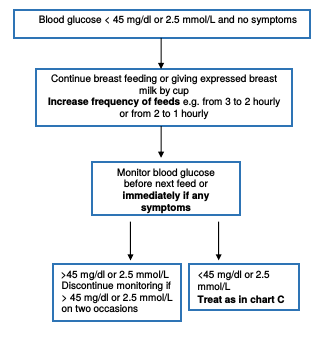 Blood glucose < 45 mg/dl or 2.5 mmol/L and no symptoms
Continue breast feeding or giving expressed breast
milk by cup
Increase frequency of feeds e.g. from 3 to 2 hourly
or from 2 to 1 hourly
Monitor blood glucose
before next feed or
immediately if any
symptoms
>45 mg/dl or 2.5 mmol/L
Discontinue monitoring if
> 45 mg/dl or 2.5 mmol/L
on two occasions
<45 mg/dl or 2.5
mmol/L
Treat as in chart C